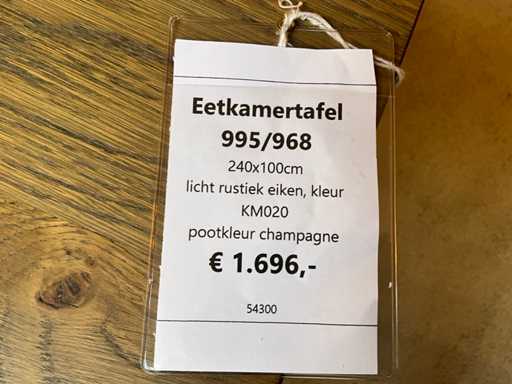 Eetkamertafel
995/968
240x100cm
licht rustiek eiken, kleur
KM020
pootkleur champagne
€ 1.696,-
54300